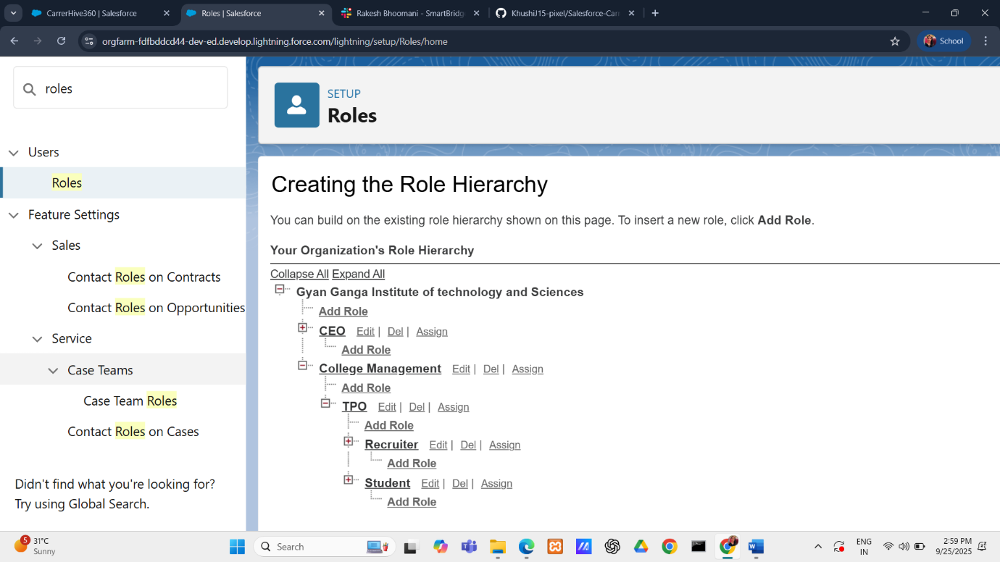 CarrerHive360 | Salesforce
Roles | Salesforce
Rakesh Bhoomani - SmartBridg
KhushiJ15-pixel/Salesforce-Carr
orgfarm-fdfbddcd44-dev-ed.develop.lightning.force.com/lightning/setup/Roles/home
School
roles
Users
Roles
Feature Settings
Sales
Contact Roles on Contracts
Contact Roles on Opportunities
Service
Case Teams
Case Team Roles
Contact Roles on Cases
Didn't find what you're looking for?
Try using Global Search.
SETUP
Roles
Creating the Role Hierarchy
You can build on the existing role hierarchy shown on this page. To insert a new role, click Add Role.
Your Organization's Role Hierarchy
Collapse All Expand All
Gyan Ganga Institute of technology and Sciences
Add Role
CEO Edit | Del | Assign
Add Role
College Management Edit | Del | Assign
Add Role
TPO Edit | Del | Assign
Add Role
Recruiter Edit | Del | Assign
Add Role
Student Edit | Del | Assign
Add Role
5
31°C
Sunny
Search
ENG
IN
2:59 PM
9/25/2025